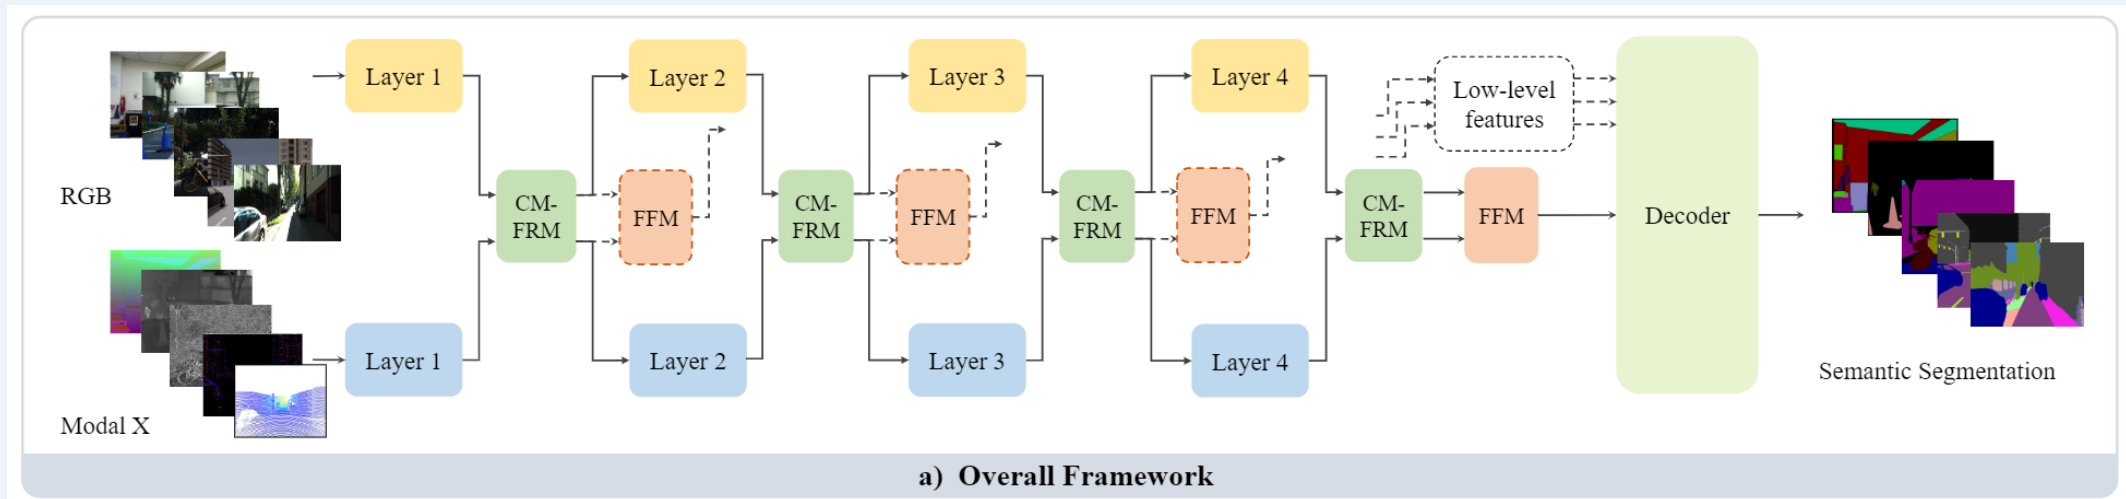 RGB
Modal X
Layer 1
Layer 1
CM-
FRM
FFM
Layer 2
Layer 2
CM-
FRM
FFM
Layer 3
Layer 3
CM-
FRM
FFM
Layer 4
Layer 4
CM-
FRM
FFM
Low-level
features
Decoder
Semantic Segmentation
a) Overall Framework